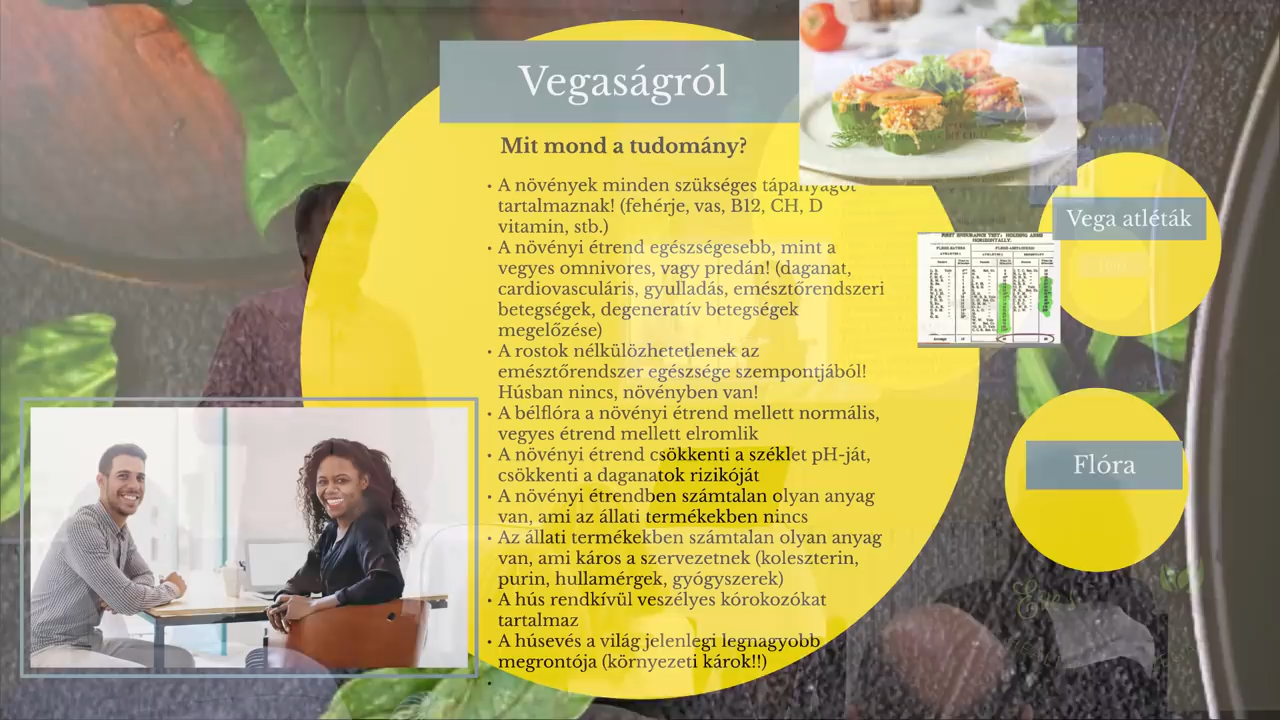 Vegaságról
Mit mond a tudomány?
• A növények minden szükséges tápanyagot
tartalmaznak! (fehérje, vas, B12, CH, D
vitamin, stb.)
• A növényi étrend egészségesebb, mint a
vegyes omnivores, vagy predán! (daganat,
cardiovasculáris, gyulladás, emésztőrendszeri
betegségek, degeneratív betegségek
megelőzése)
• A rostok nélkülözhetetlenek az
emésztőrendszer egészsége szempontjából!
Húsban nincs, növényben van!
• A bélflóra a növényi étrend mellett normális,
vegyes étrend mellett elromlik
• A növényi étrend csökkenti a széklet pH-ját,
csökkenti a daganatok rizikóját
• A növényi étrendben számtalan olyan anyag
van, ami az állati termékekben nincs
• Az állati termékekben számtalan olyan anyag
van, ami káros a szervezetnek (koleszterin,
purin, hullamérgek, gyógyszerek)
• A hús rendkívül veszélyes kórokozókat
tartalmaz
• A húsevés a világ jelenlegi legnagyobb
megrontója (környezeti károk!!)
•
Vega atléták
HORIZONTALLY.
Flóra